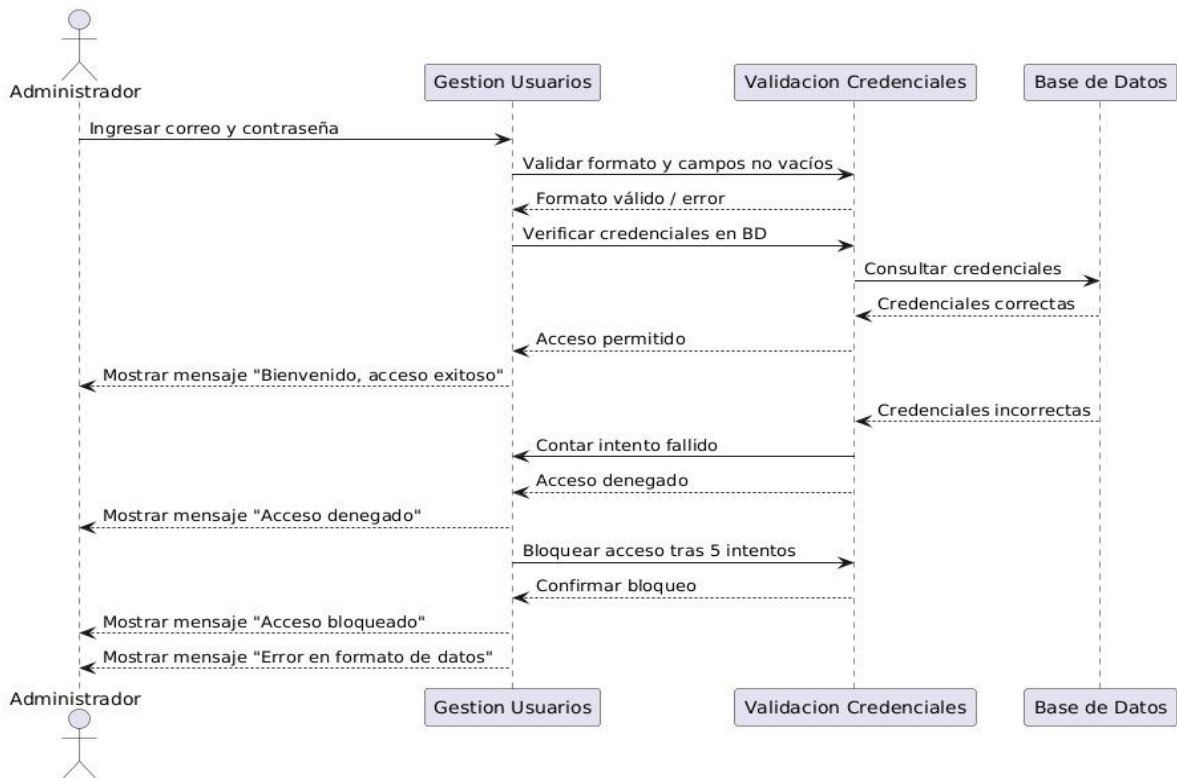 Administrador
Gestion Usuarios
Validacion Credenciales
Base de Datos
Ingresar correo y contraseña
Validar formato y campos no vacíos
Formato válido / error
Verificar credenciales en BD
Consultar credenciales
Credenciales correctas
Acceso permitido
Mostrar mensaje "Bienvenido, acceso exitoso"
Credenciales incorrectas
Contar intento fallido
Acceso denegado
Mostrar mensaje "Acceso denegado"
Bloquear acceso tras 5 intentos
Confirmar bloqueo
Mostrar mensaje "Acceso bloqueado"
Mostrar mensaje "Error en formato de datos"
Administrador
Gestion Usuarios
Validacion Credenciales
Base de Datos